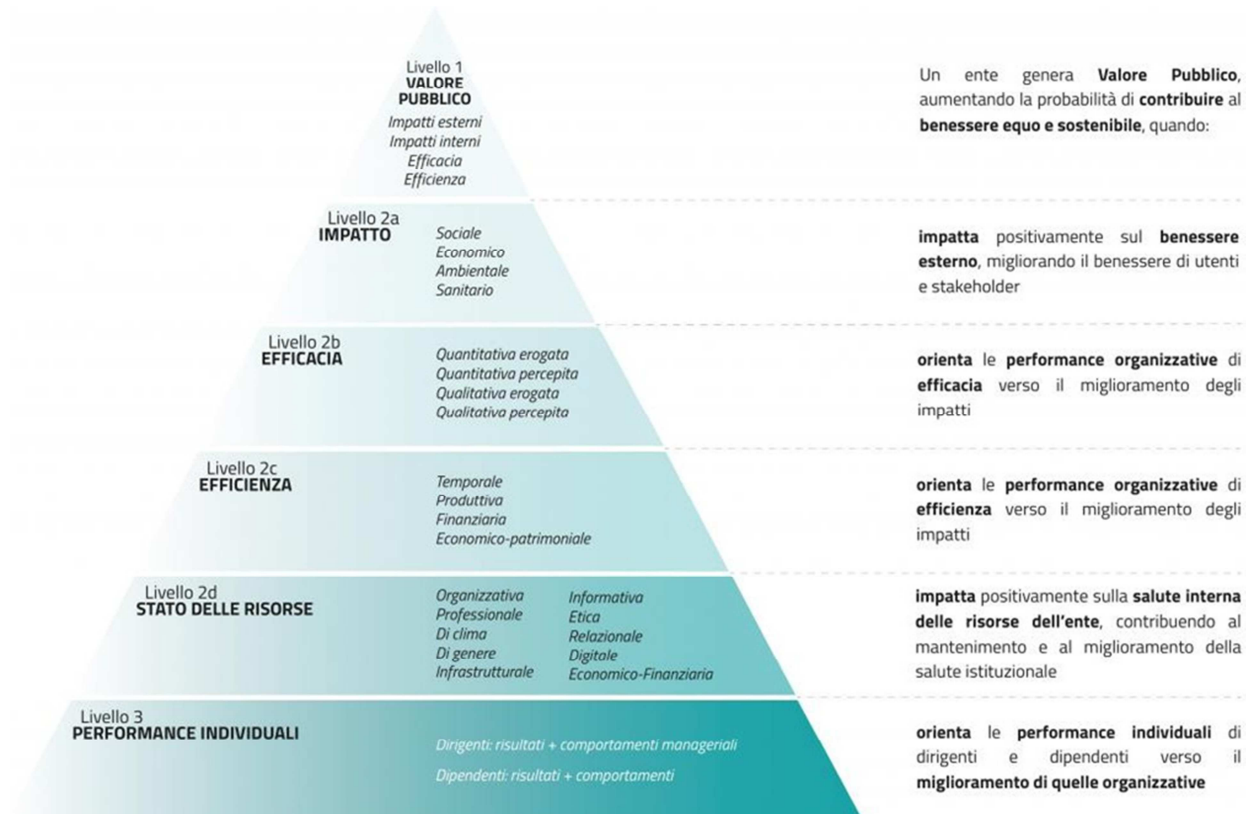 Livello 1
VALORE
PUBBLICO
Impatti esterni
Impatti interni
Efficacia
Efficienza
Un ente genera Valore Pubblico,
aumentando la probabilità di contribuire al
benessere equo e sostenibile, quando:
Livello 2a
IMPATTO
Sociale
Economico
Ambientale
Sanitario
impatta positivamente sul benessere
esterno, migliorando il benessere di utenti
e stakeholder
Livello 2b
EFFICACIA
Quantitativa erogata
Quantitativa percepita
Qualitativa erogata
Qualitativa percepita
orienta le performance organizzative di
efficacia verso il miglioramento degli
impatti
Livello 2c
EFFICIENZA
Temporale
Produttiva
Finanziaria
Economico-patrimoniale
orienta le performance organizzative di
efficienza verso il miglioramento degli
impatti
Livello 2d
STATO DELLE RISORSE
Organizzativa
Professionale
Di clima
Di genere
Infrastrutturale
Informativa
Etica
Relazionale
Digitale
Economico-Finanziaria
impatta positivamente sulla salute interna
delle risorse dell'ente, contribuendo al
mantenimento e al miglioramento della
salute istituzionale
Livello 3
PERFORMANCE INDIVIDUALI
Dirigenti: risultati + comportamenti manageriali
Dipendenti: risultati + comportamenti
orienta le performance individuali di
dirigenti e dipendenti verso il
miglioramento di quelle organizzative